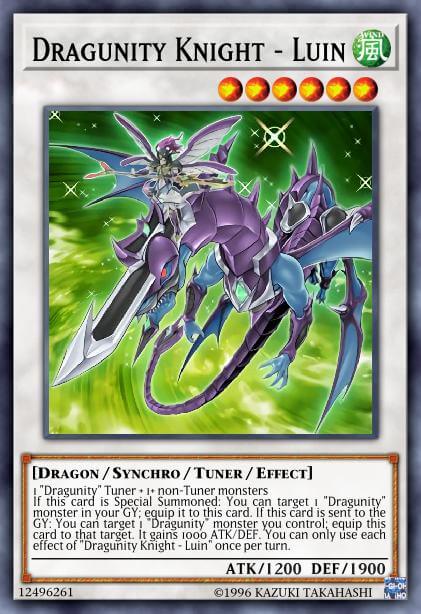 DRAGUNITY KNIGHT - LUIN
WIND
風
[DRAGON / SYNCHRO / TUNER / EFFECT]
1 "Dragunity" Tuner + 1+ non-Tuner monsters
If this card is Special Summoned: You can target 1 "Dragunity"
monster in your GY; equip it to this card. If this card is sent to the
GY: You can target 1 "Dragunity" monster you control; equip this
card to that target. It gains 1000 ATK/DEF. You can only use each
effect of "Dragunity Knight - Luin" once per turn.
ATK/1200 DEF/1900
12496261
©1996 KAZUKI TAKAHASHI